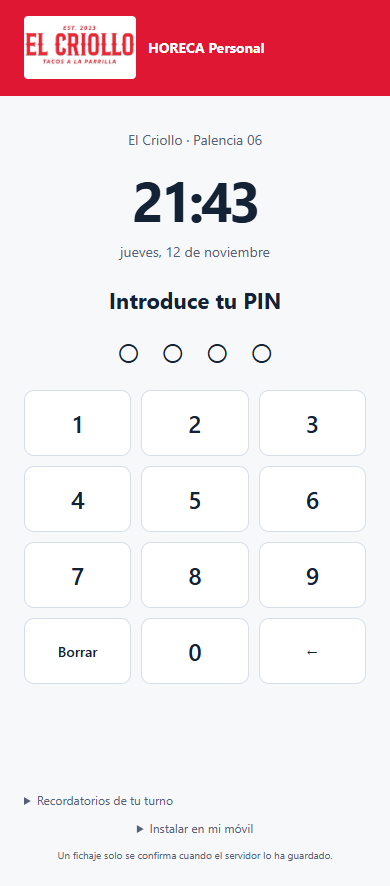 EST. 2023
EL CRIOLLO
TACOS A LA PARRILLA
HORECA Personal
El Criollo · Palencia 06
21:43
jueves, 12 de noviembre
Introduce tu PIN
1 2 3
4 5 6
7 8 9
Borrar 0 ←
Recordatorios de tu turno
Instalar en mi móvil
Un fichaje solo se confirma cuando el servidor lo ha guardado.